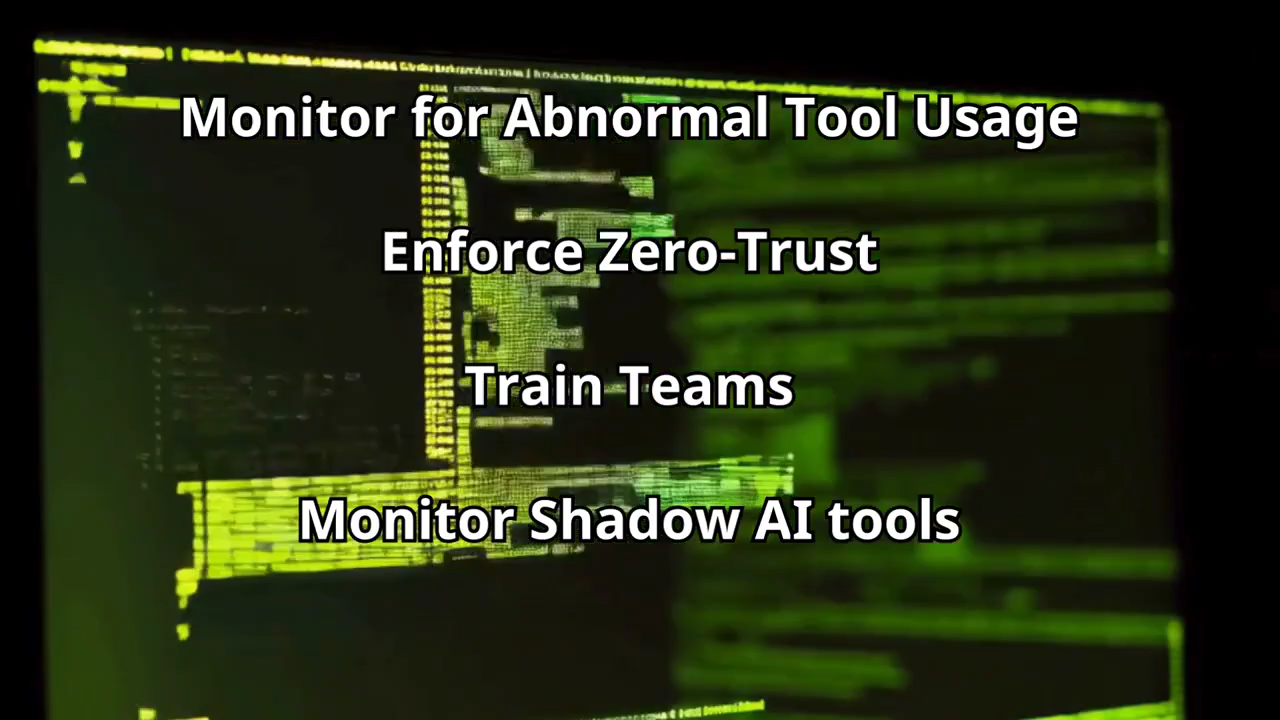 Monitor for Abnormal Tool Usage
Enforce Zero-Trust
Train Teams
Monitor Shadow AI tools